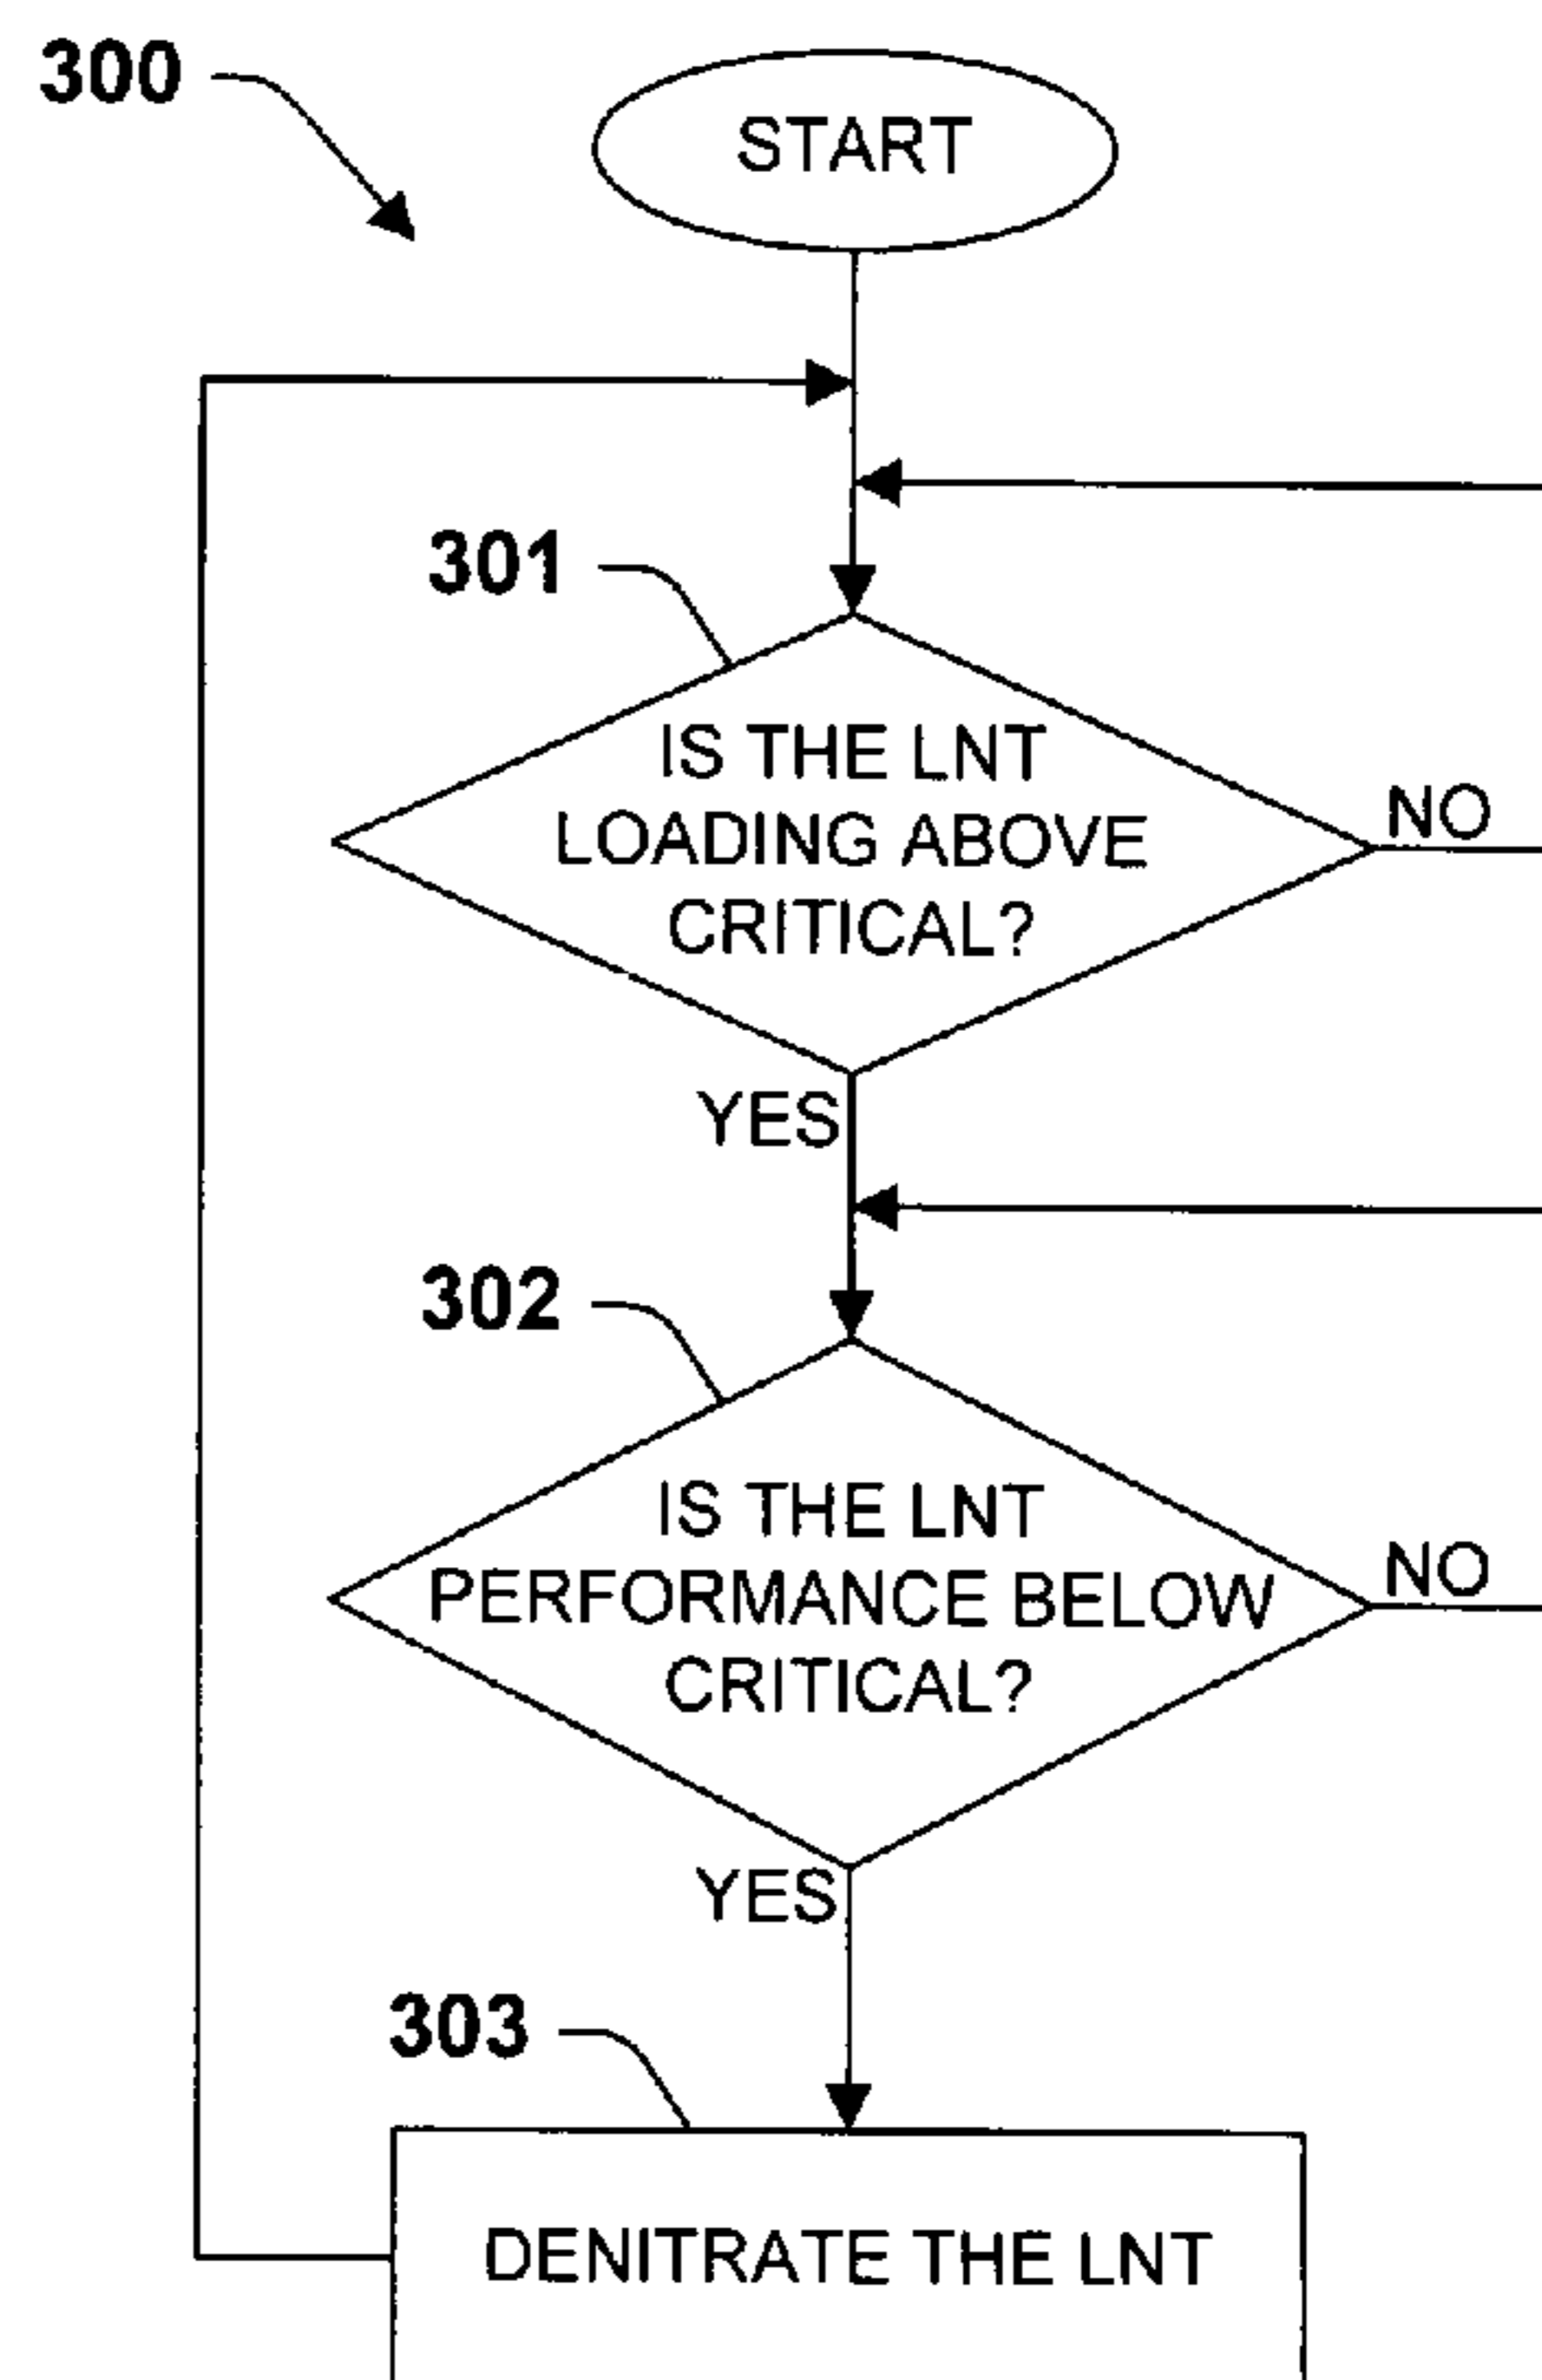 300
START
301
IS THE LNT
LOADING ABOVE
CRITICAL?
NO
YES
302
IS THE LNT
PERFORMANCE BELOW
CRITICAL?
NO
YES
303
DENITRATE THE LNT